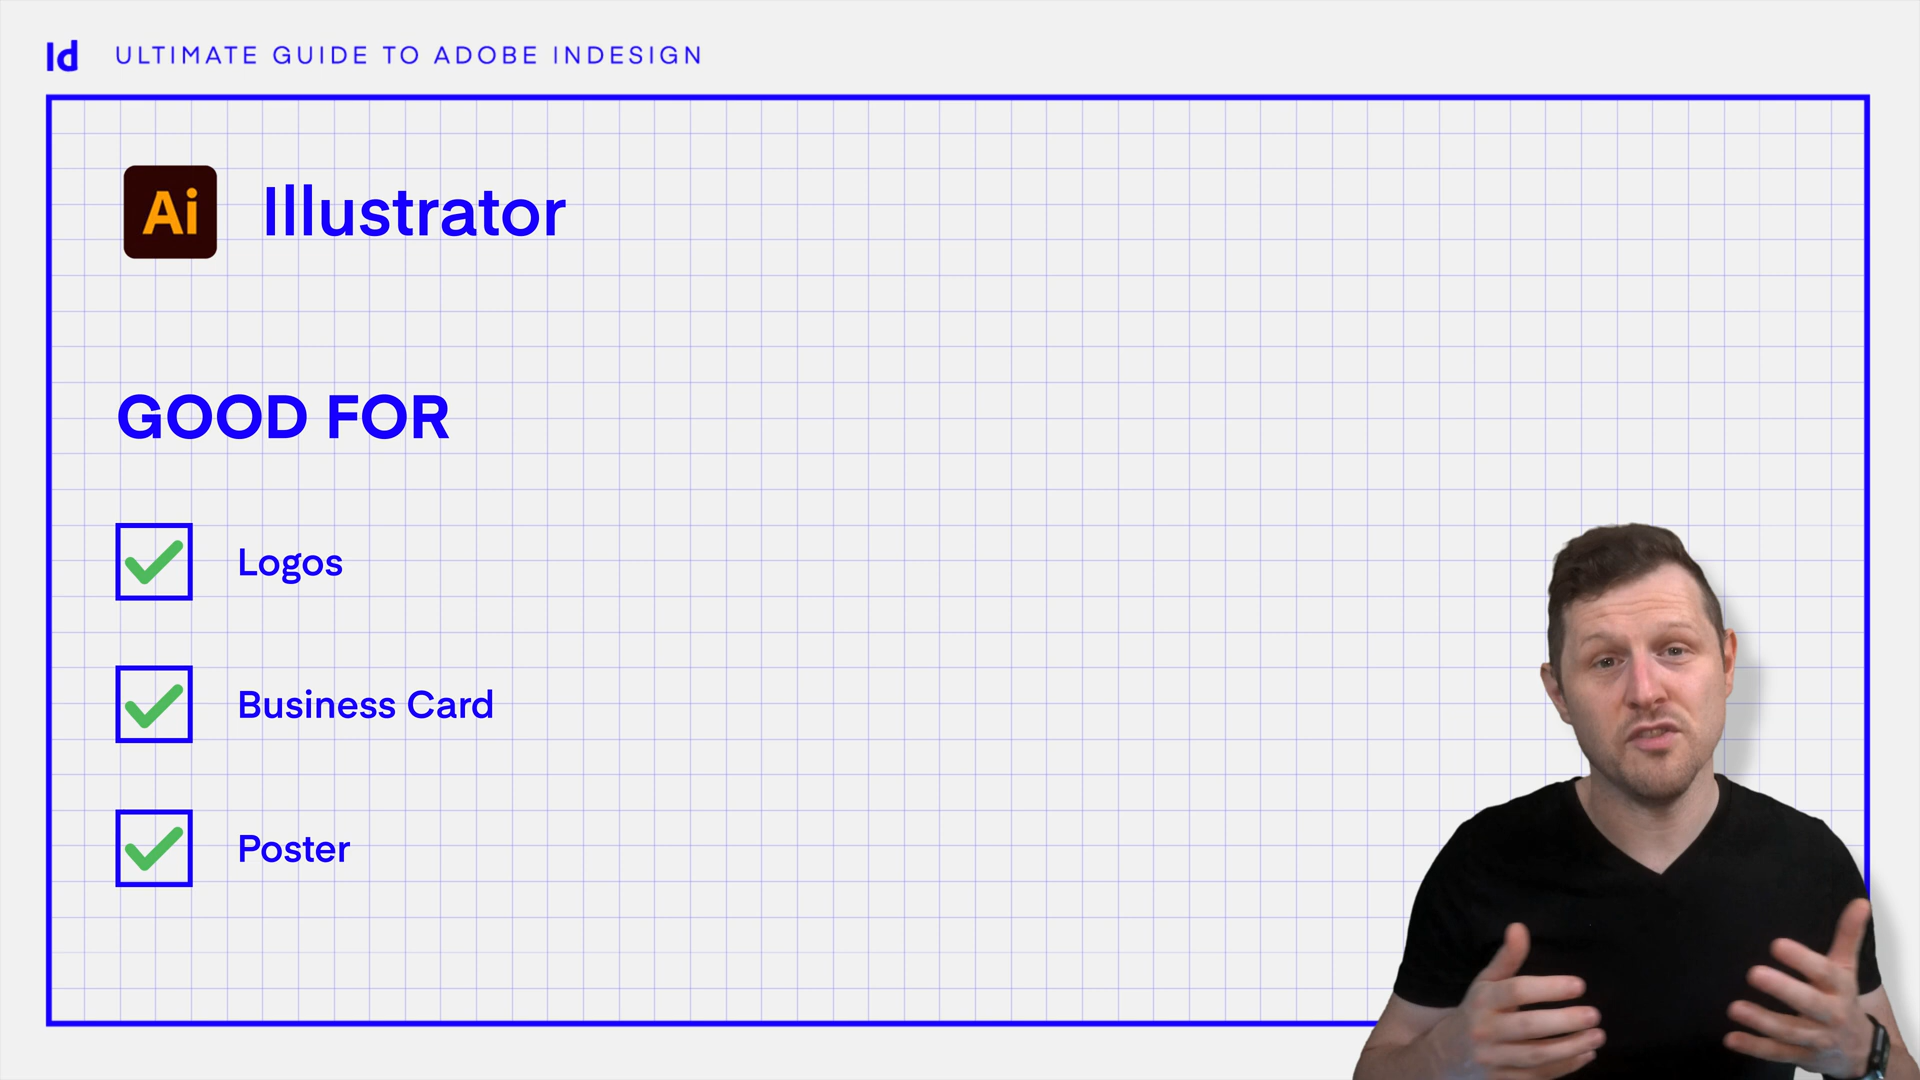 Id ULTIMATE GUIDE TO ADOBE INDESIGN
Ai Illustrator
GOOD FOR
Logos
Business Card
Poster